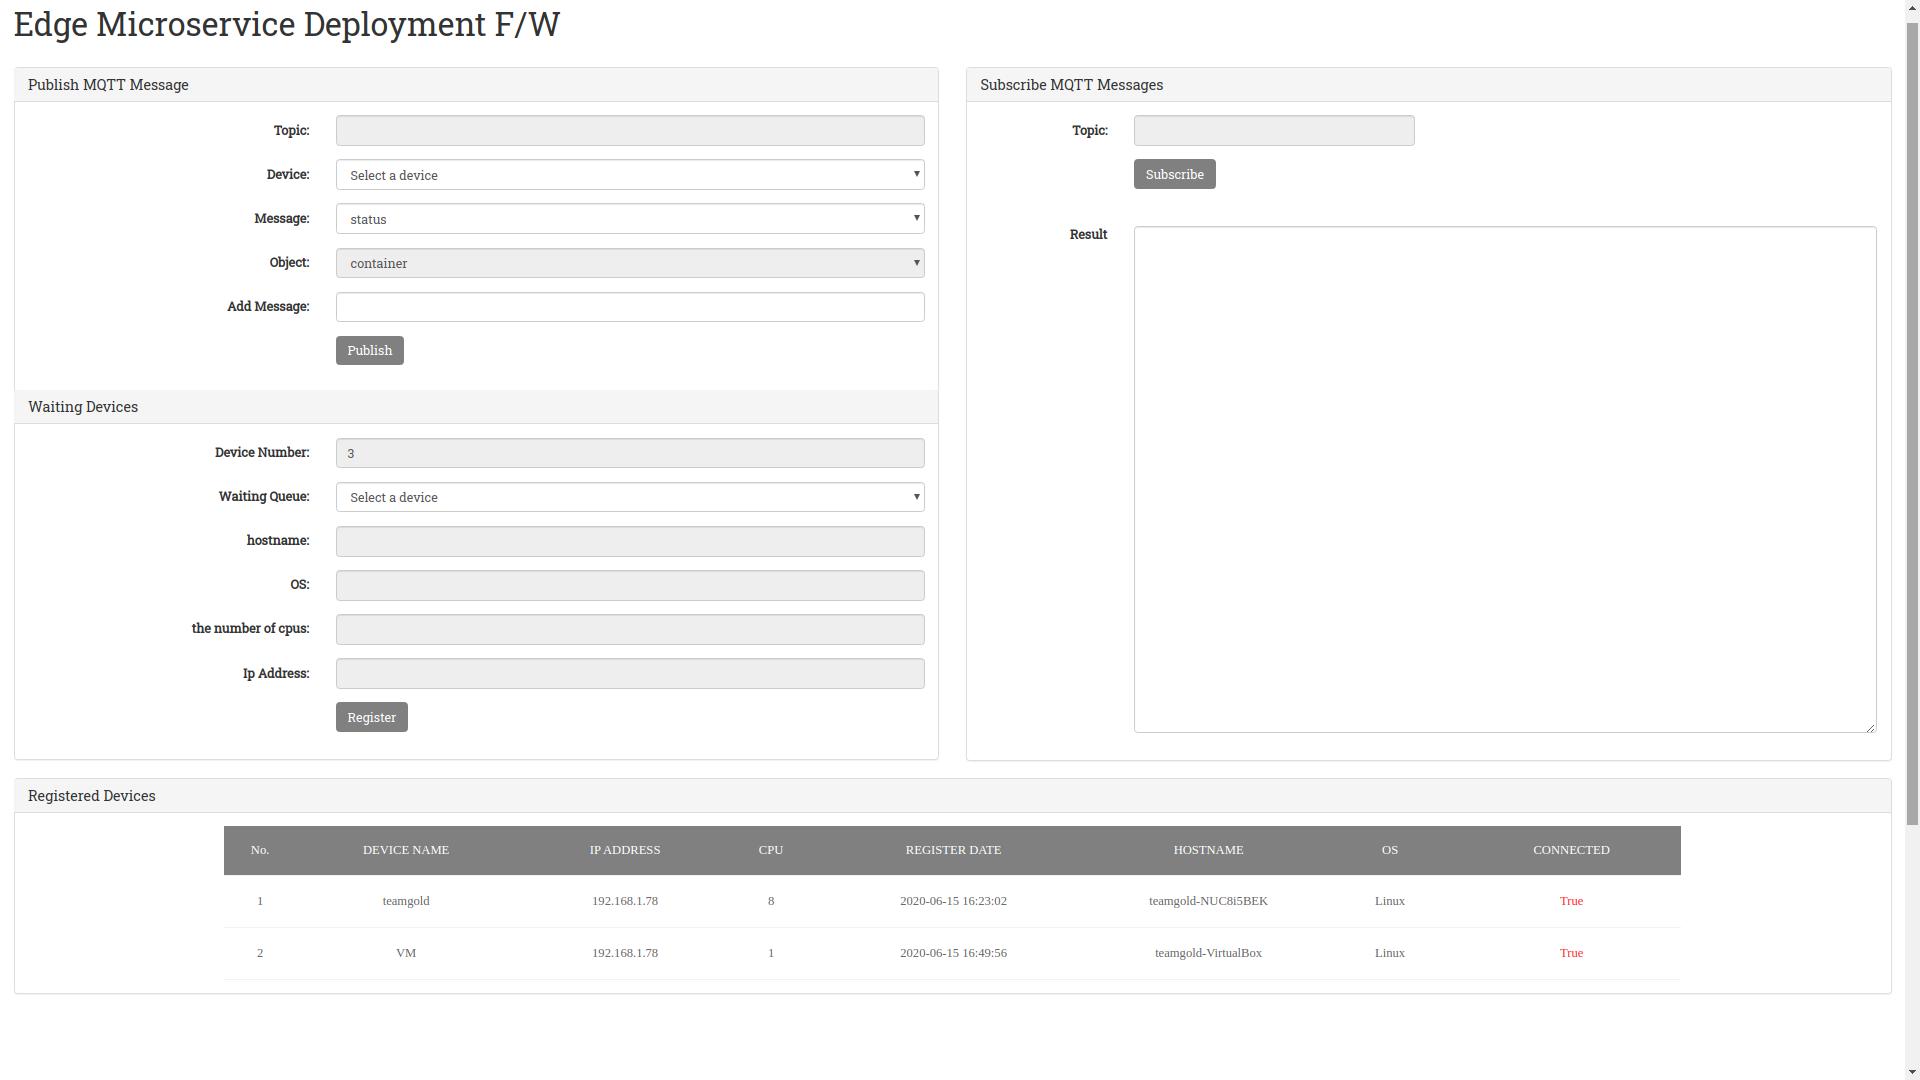 Edge Microservice Deployment F/W
Publish MQTT Message
Topic:
Device: Select a device
Message: status
Object: container
Add Message:
Publish
Waiting Devices
Device Number: 3
Waiting Queue: Select a device
hostname:
OS:
the number of cpus:
Ip Address:
Register
Subscribe MQTT Messages
Topic:
Subscribe
Result
Registered Devices
No. DEVICE NAME IP ADDRESS CPU REGISTER DATE HOSTNAME OS CONNECTED
1 teamgold 192.168.1.78 8 2020-06-15 16:23:02 teamgold-NUC8i5BEK Linux True
2 VM 192.168.1.78 1 2020-06-15 16:49:56 teamgold-VirtualBox Linux True